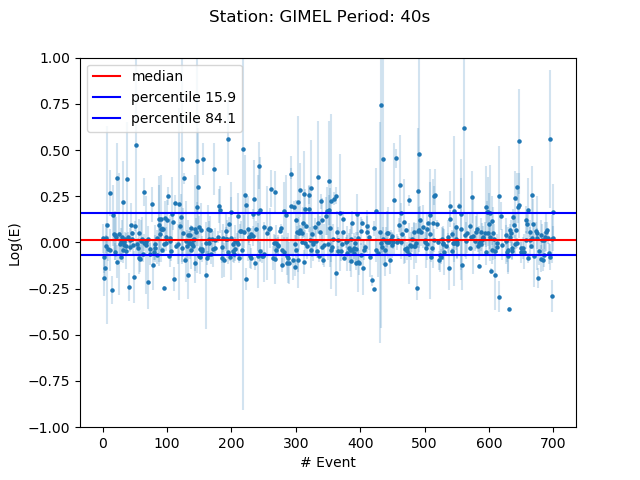 Station: GIMEL Period: 40s
median
percentile 15.9
percentile 84.1
Log(E)
1.00
0.75
0.50
0.25
0.00
−0.25
−0.50
−0.75
−1.00
0 100 200 300 400 500 600 700
# Event